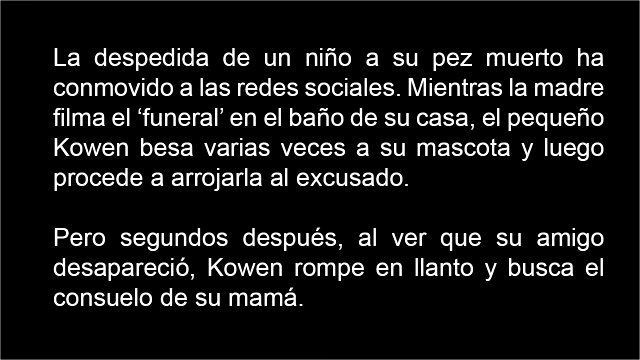 La despedida de un niño a su pez muerto ha
conmovido a las redes sociales. Mientras la madre
filma el ‘funeral’ en el baño de su casa, el pequeño
Kowen besa varias veces a su mascota y luego
procede a arrojarla al excusado.
Pero segundos después, al ver que su amigo
desapareció, Kowen rompe en llanto y busca el
consuelo de su mamá.